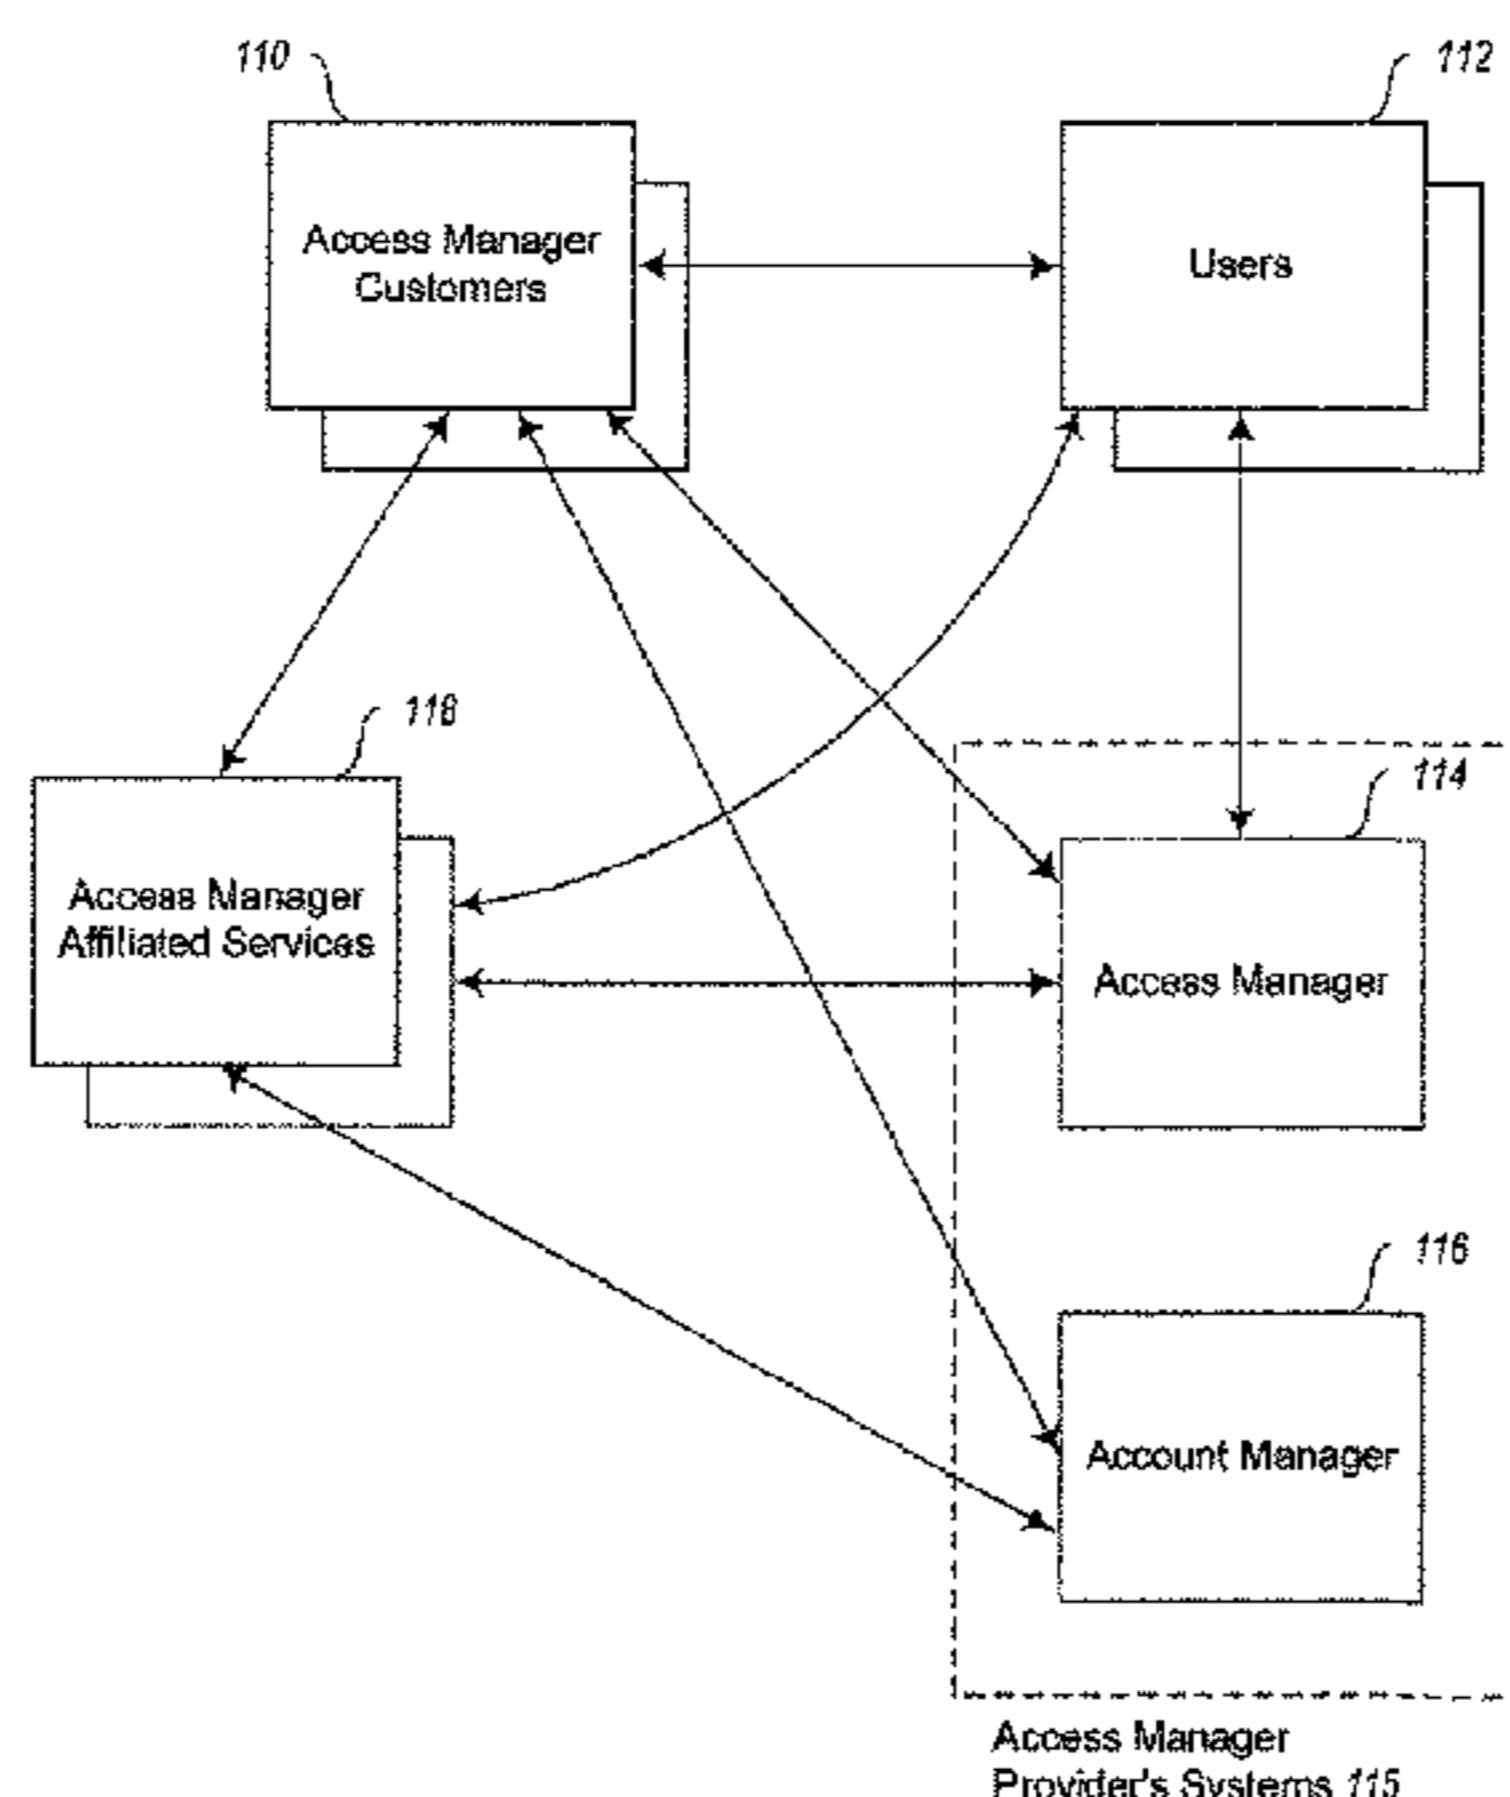 110
112
Access Manager
Customers
Users
118
114
Access Manager
Affiliated Services
Access Manager
116
Account Manager
Access Manager
Provider's Systems 115